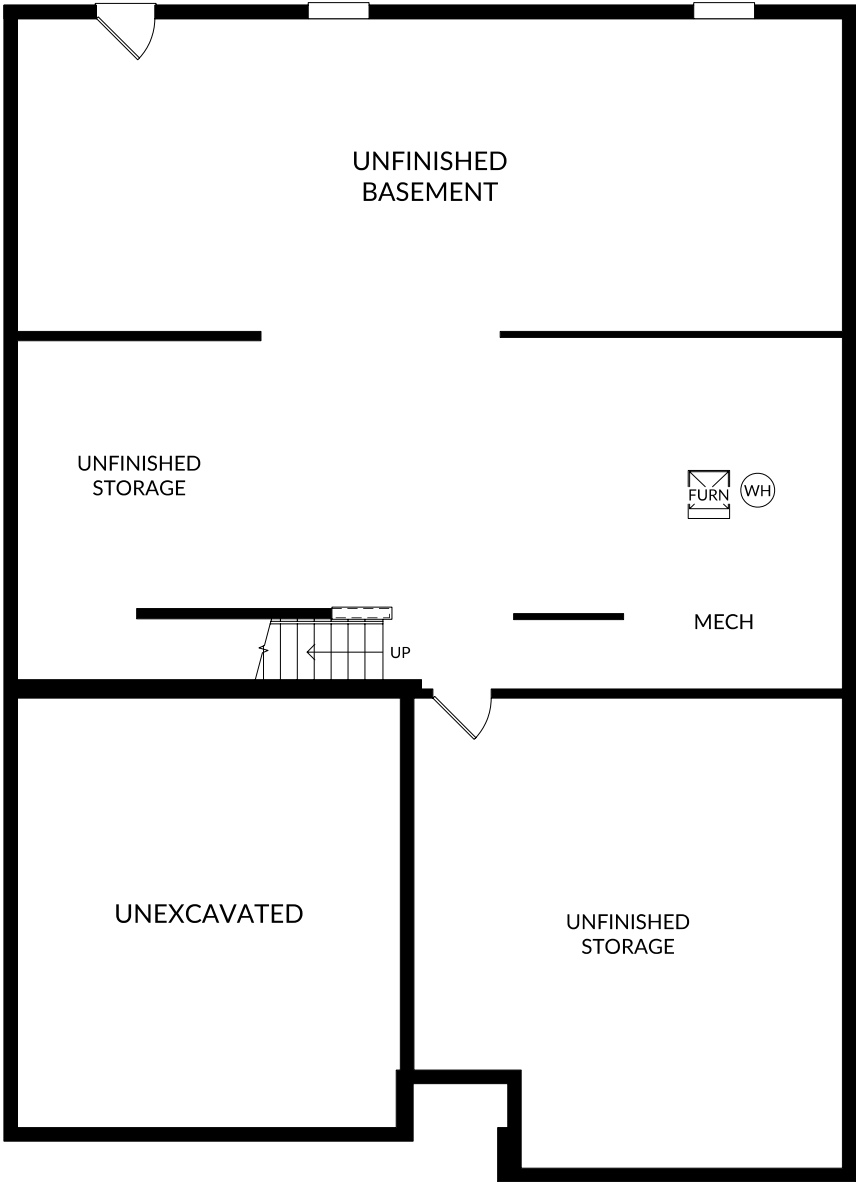 UNFINISHED
BASEMENT
UNFINISHED
STORAGE
FURN
WH
MECH
UP
UNEXCAVATED
UNFINISHED
STORAGE